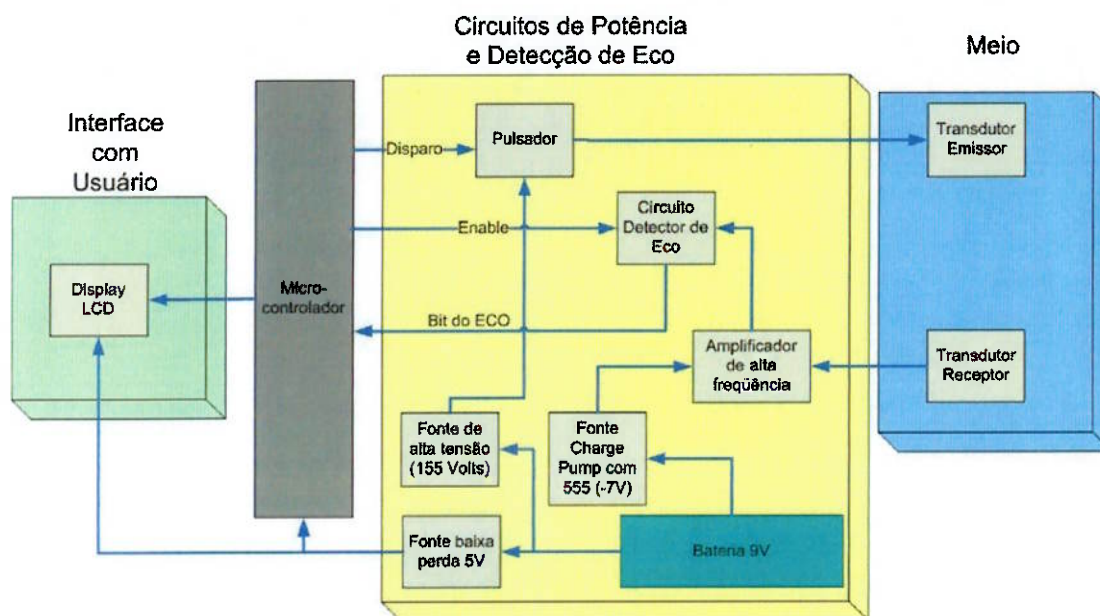 Circuitos de Potência
e Detecção de Eco
Meio
Interface
com
Usuário
Disparo
Pulsador
Transdutor
Emissor
Enable
Circuito
Detector de
Eco
Display
LCD
Micro-
controlador
Bit do ECO
Amplificador
de alta
freqüência
Transdutor
Receptor
Fonte de
alta tensão
(155 Volts)
Fonte
Charge
Pump com
555 (-7V)
Fonte baixa
perda 5V
Bateria 9V